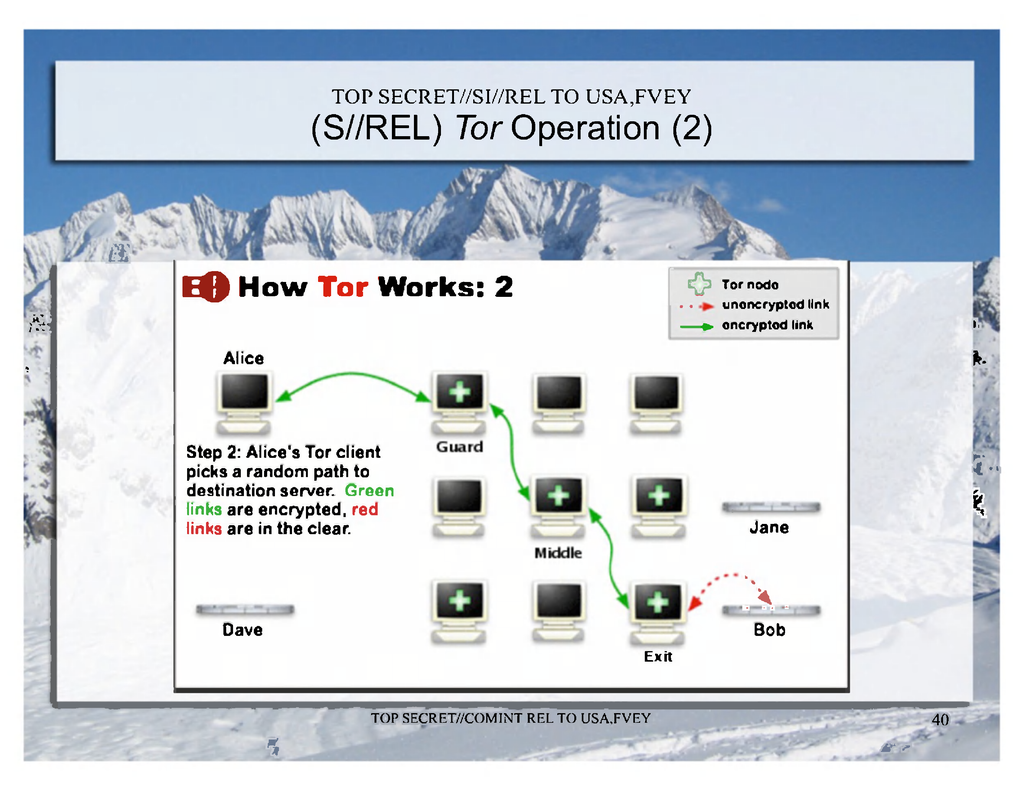 TOP SECRET//SI//REL TO USA,FVEY
(S//REL) Tor Operation (2)
How Tor Works: 2
Tor node
unencrypted link
encrypted link
Alice
Step 2: Alice's Tor client
picks a random path to
destination server. Green
links are encrypted, red
links are in the clear.
Guard
Middle
Exit
Jane
Dave
Bob
TOP SECRET//COMINT REL TO USA,FVEY
40